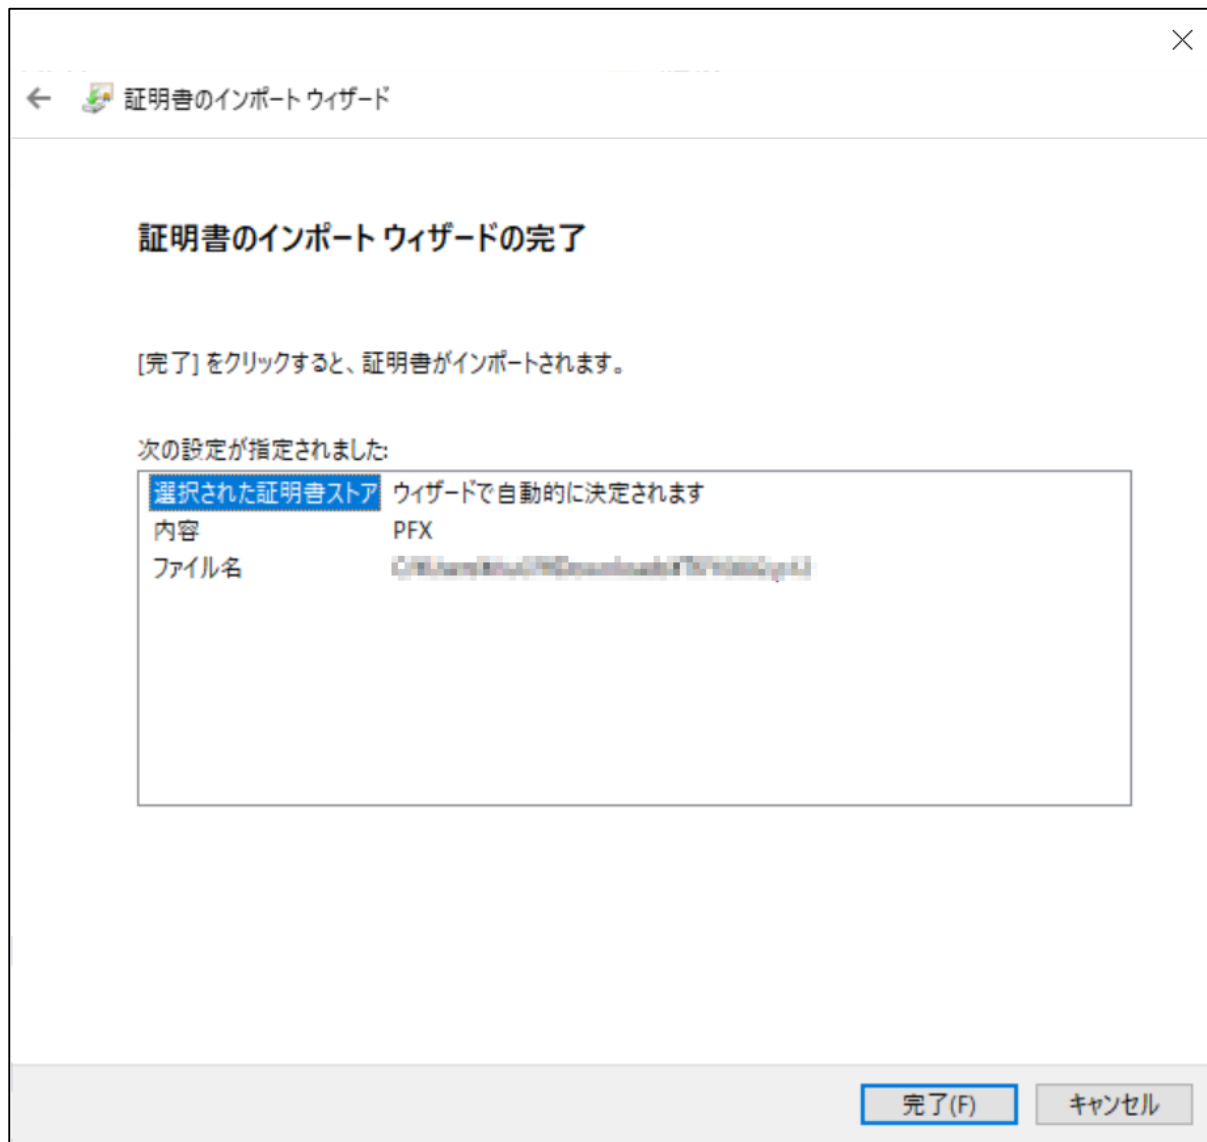 証明書のインポート ウィザード
証明書のインポート ウィザードの完了
[完了] をクリックすると、証明書がインポートされます。
次の設定が指定されました:
選択された証明書ストア ウィザードで自動的に決定されます
内容 PFX
ファイル名
完了(F) キャンセル